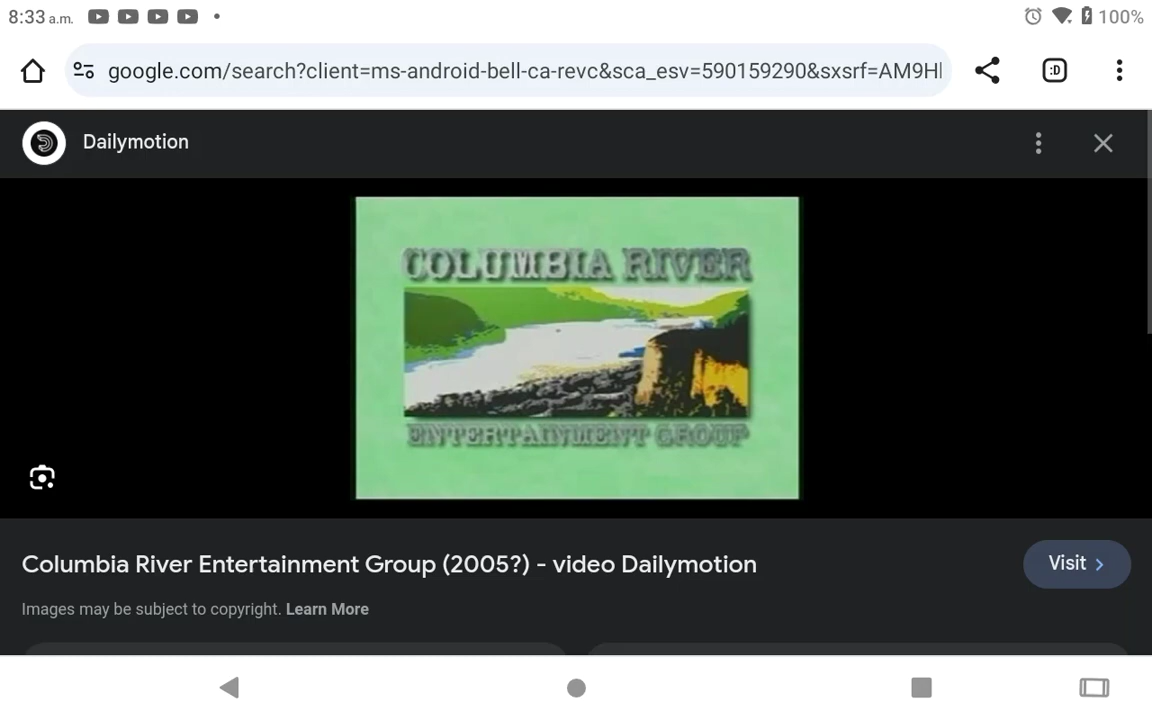 8:33 a.m.
100%
google.com/search?client=ms-android-bell-ca-revc&sca_esv=590159290&sxsrf=AM9H
:D
Dailymotion
COLUMBIA RIVER
ENTERTAINMENT GROUP
Columbia River Entertainment Group (2005?) - video Dailymotion
Visit
Images may be subject to copyright. Learn More